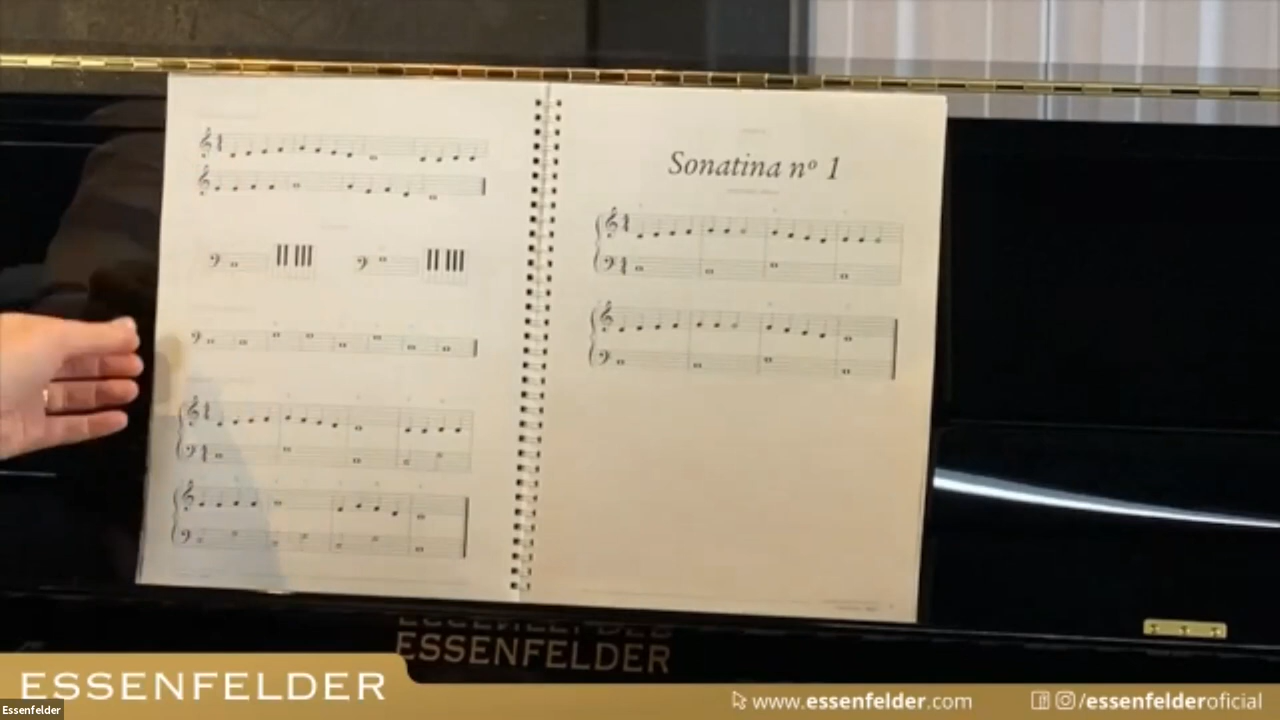 Sonatina nº 1
ESSENFELDER
ESSENFELDER
Essenfelder
www.essenfelder.com
/essenfelderoficial